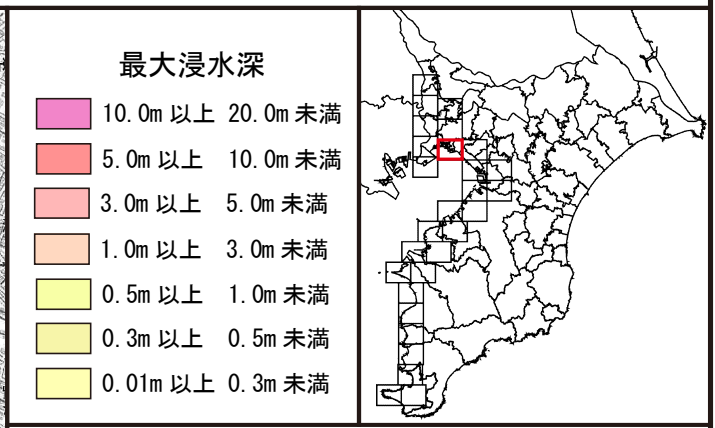 最大浸水深
10.0m 以上 20.0m 未満
5.0m 以上 10.0m 未満
3.0m 以上 5.0m 未満
1.0m 以上 3.0m 未満
0.5m 以上 1.0m 未満
0.3m 以上 0.5m 未満
0.01m 以上 0.3m 未満